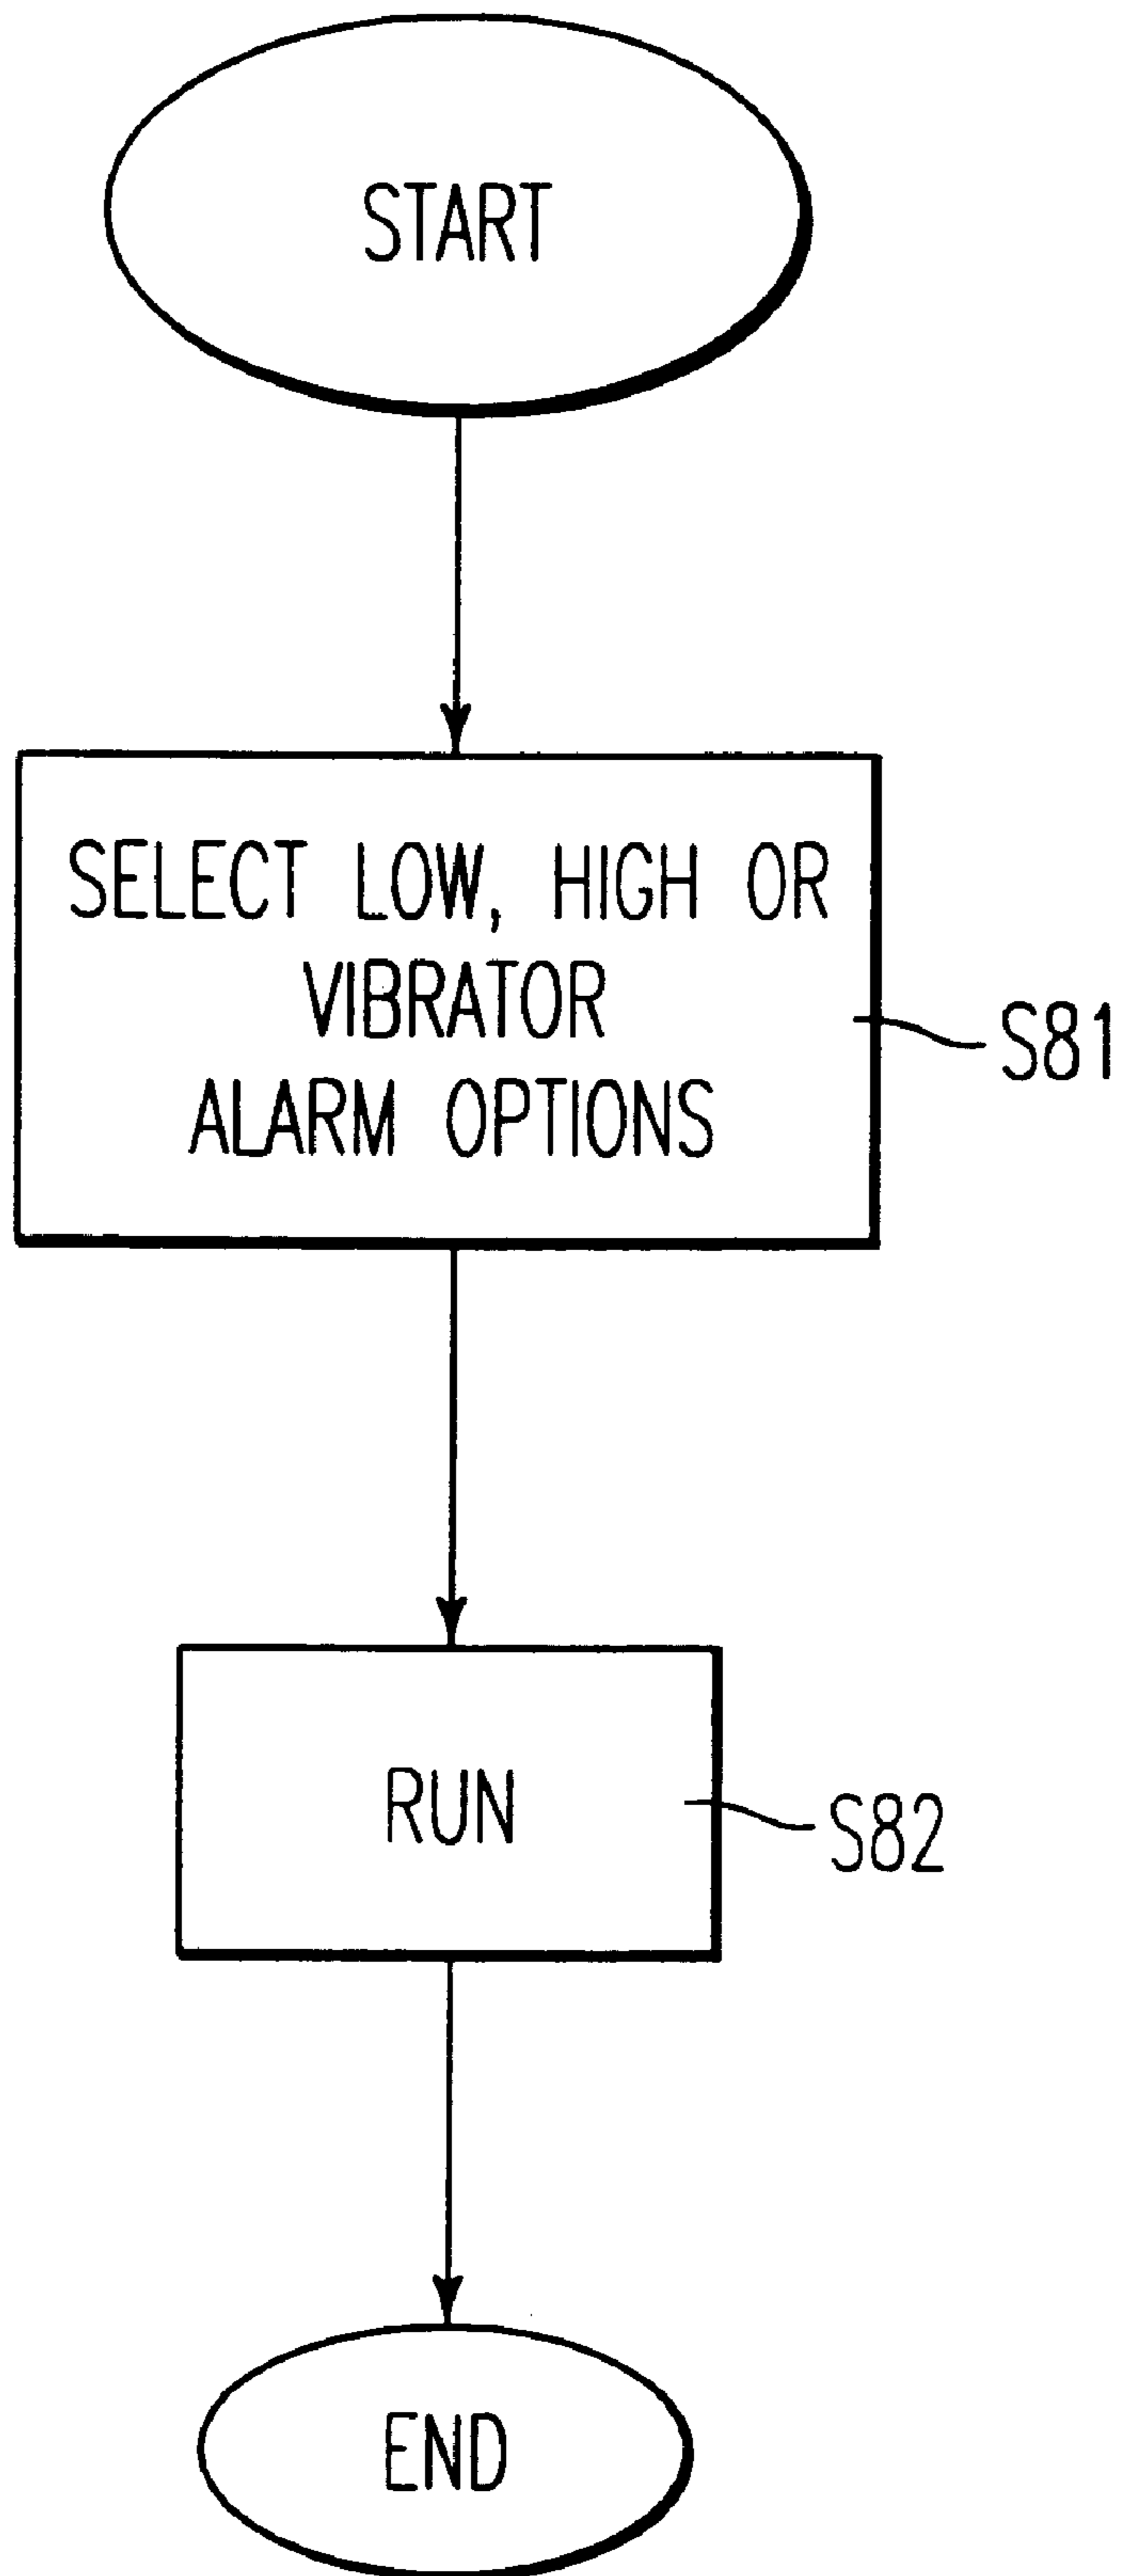 START
SELECT LOW, HIGH OR
VIBRATOR
ALARM OPTIONS
S81
RUN
S82
END